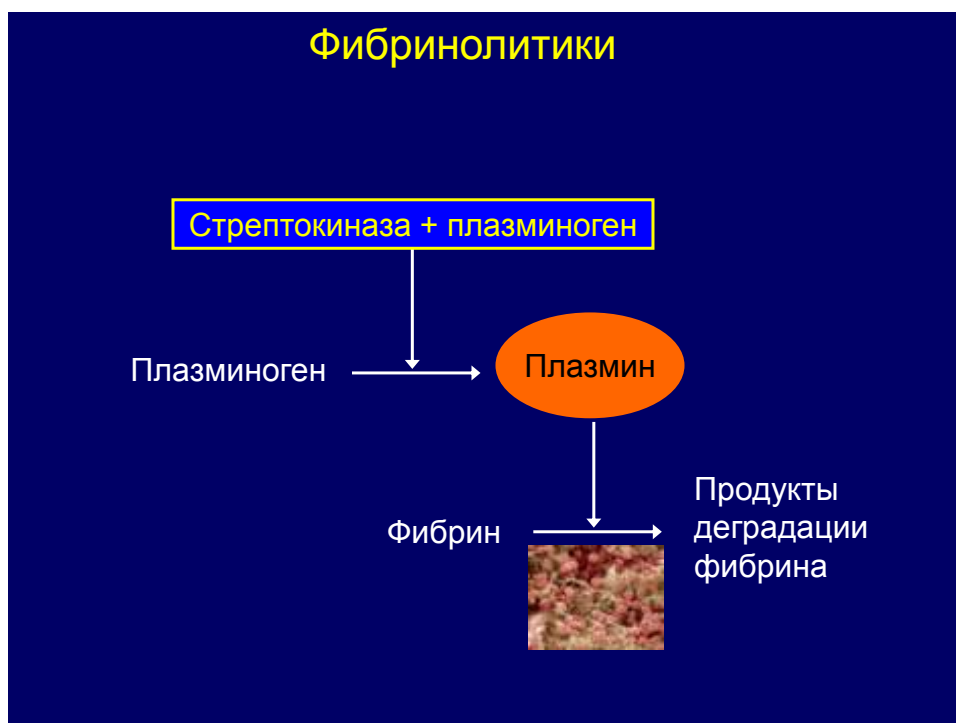 Фибринолитики
Стрептокиназа + плазминоген
Плазминоген
Плазмин
Фибрин
Продукты
деградации
фибрина